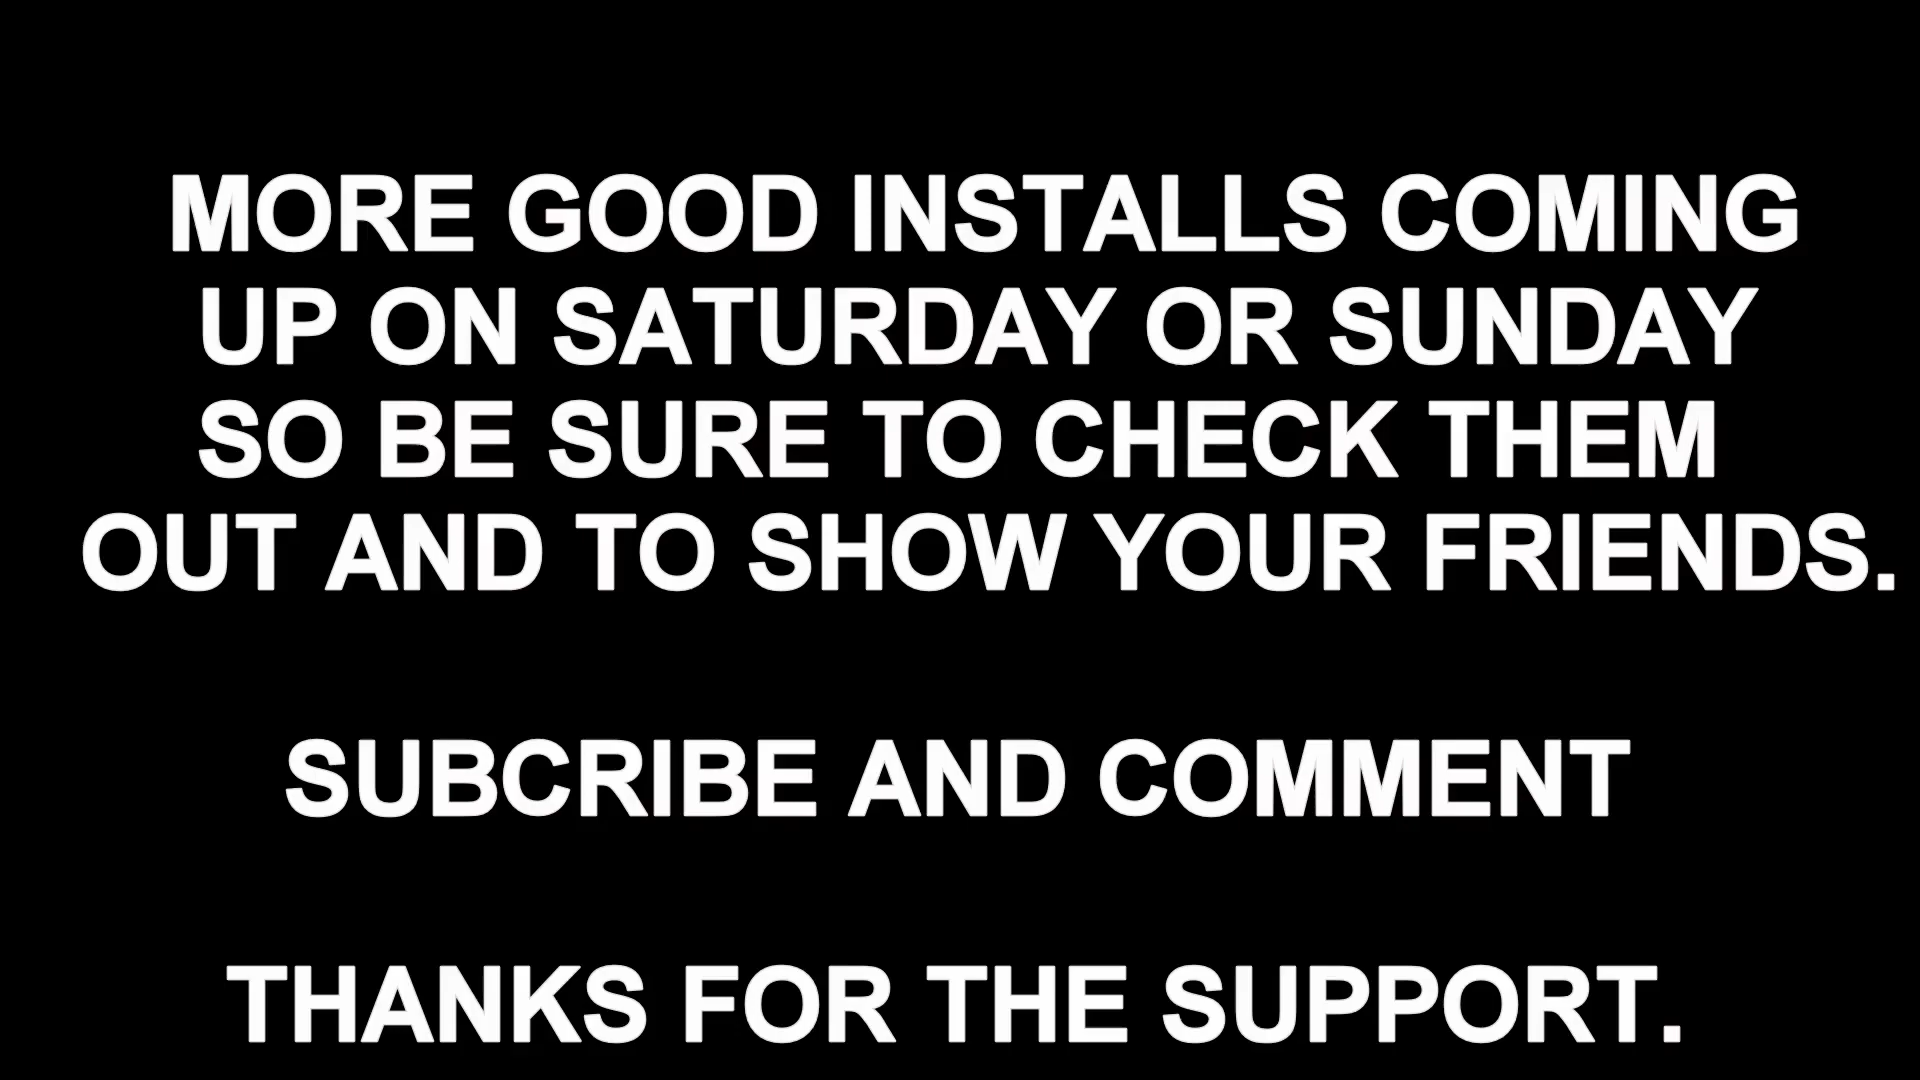 MORE GOOD INSTALLS COMING
UP ON SATURDAY OR SUNDAY
SO BE SURE TO CHECK THEM
OUT AND TO SHOW YOUR FRIENDS.
SUBCRIBE AND COMMENT
THANKS FOR THE SUPPORT.